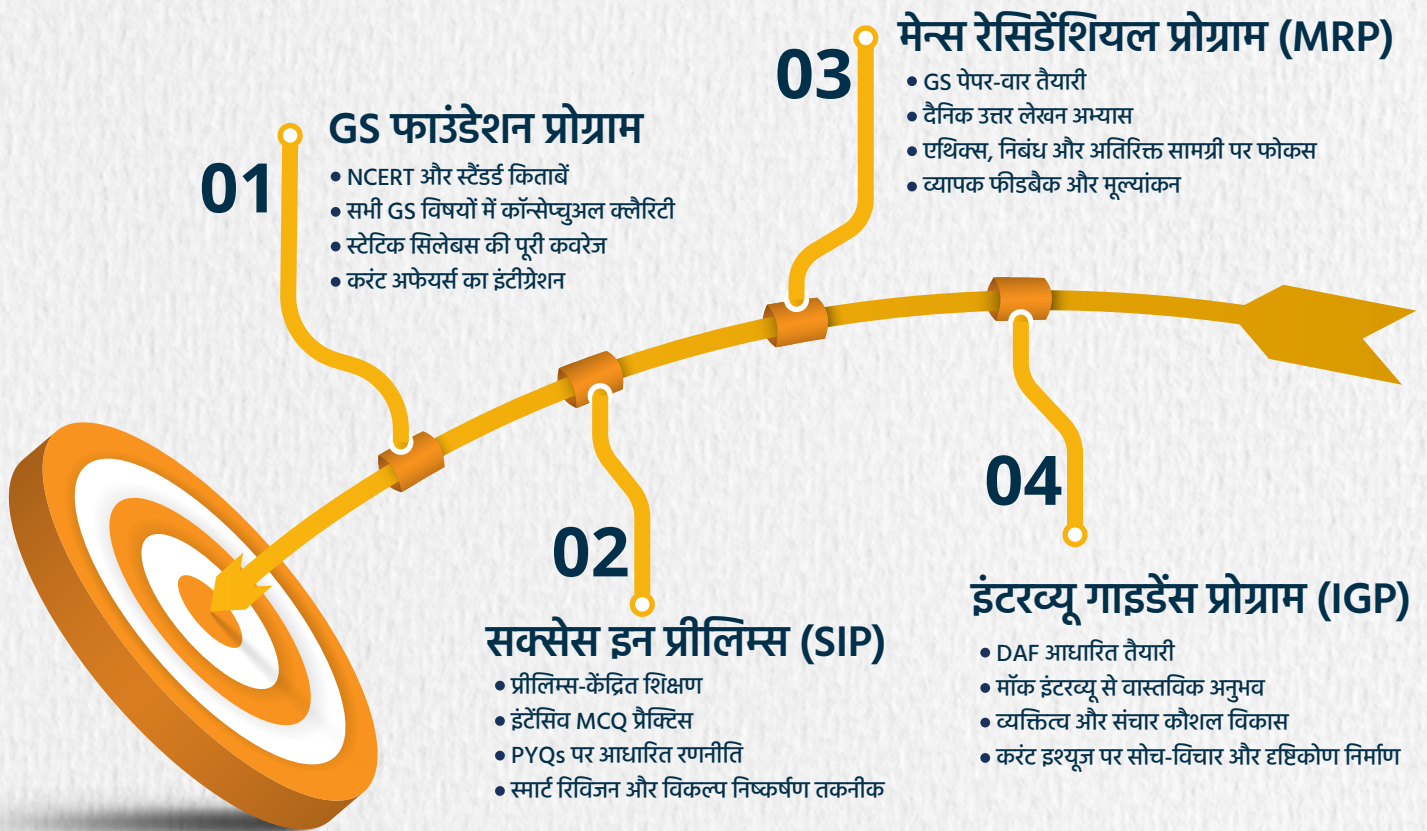 01
GS फाउंडेशन प्रोग्राम
• NCERT और स्टैंडर्ड किताबें
• सभी GS विषयों में कॉन्सेप्चुअल क्लैरिटी
• स्टेटिक सिलेबस की पूरी कवरेज
• करंट अफेयर्स का इंटीग्रेशन
02
सक्सेस इन प्रीलिम्स (SIP)
• प्रीलिम्स-केंद्रित शिक्षण
• इंटेंसिव MCQ प्रैक्टिस
• PYQs पर आधारित रणनीति
• स्मार्ट रिविजन और विकल्प निष्कर्षण तकनीक
03
मेन्स रेसिडेंशियल प्रोग्राम (MRP)
• GS पेपर-वार तैयारी
• दैनिक उत्तर लेखन अभ्यास
• एथिक्स, निबंध और अतिरिक्त सामग्री पर फोकस
• व्यापक फीडबैक और मूल्यांकन
04
इंटरव्यू गाइडेंस प्रोग्राम (IGP)
• DAF आधारित तैयारी
• मॉक इंटरव्यू से वास्तविक अनुभव
• व्यक्तित्व और संचार कौशल विकास
• करंट इश्यूज पर सोच-विचार और दृष्टिकोण निर्माण